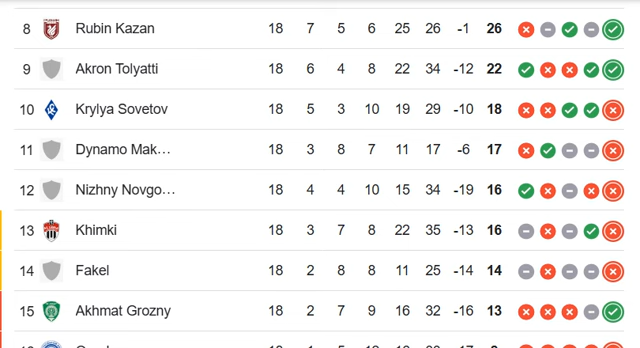 8 Rubin Kazan 18 7 5 6 25 26 -1 26
9 Akron Tolyatti 18 6 4 8 22 34 -12 22
10 Krylya Sovetov 18 5 3 10 19 29 -10 18
11 Dynamo Mak... 18 3 8 7 11 17 -6 17
12 Nizhny Novgo... 18 4 4 10 15 34 -19 16
13 Khimki 18 3 7 8 22 35 -13 16
14 Fakel 18 2 8 8 11 25 -14 14
15 Akhmat Grozny 18 2 7 9 16 32 -16 13